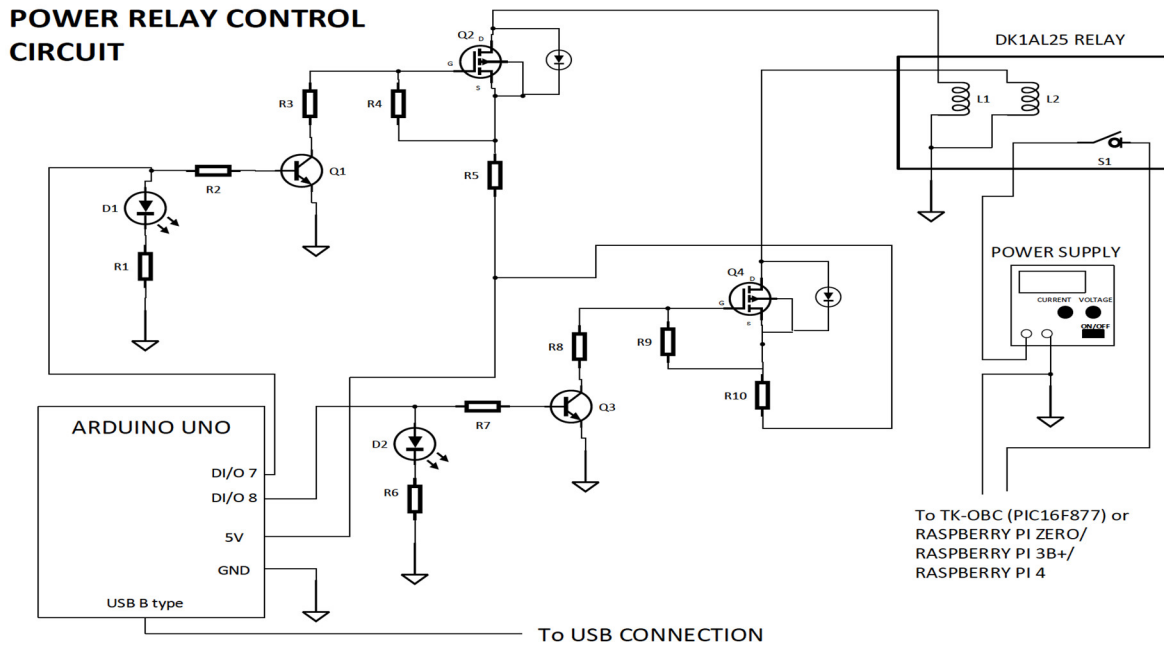 POWER RELAY CONTROL
CIRCUIT
Q2
D
G
S
DK1AL25 RELAY
L1
L2
S1
R3
R4
R5
Q1
R2
D1
R1
POWER SUPPLY
CURRENT VOLTAGE
ON/OFF
Q4
D
G
S
R8
R9
R10
Q3
R7
D2
R6
ARDUINO UNO
DI/O 7
DI/O 8
5V
GND
USB B type
To USB CONNECTION
To TK-OBC (PIC16F877) or
RASPBERRY PI ZERO/
RASPBERRY PI 3B+/
RASPBERRY PI 4